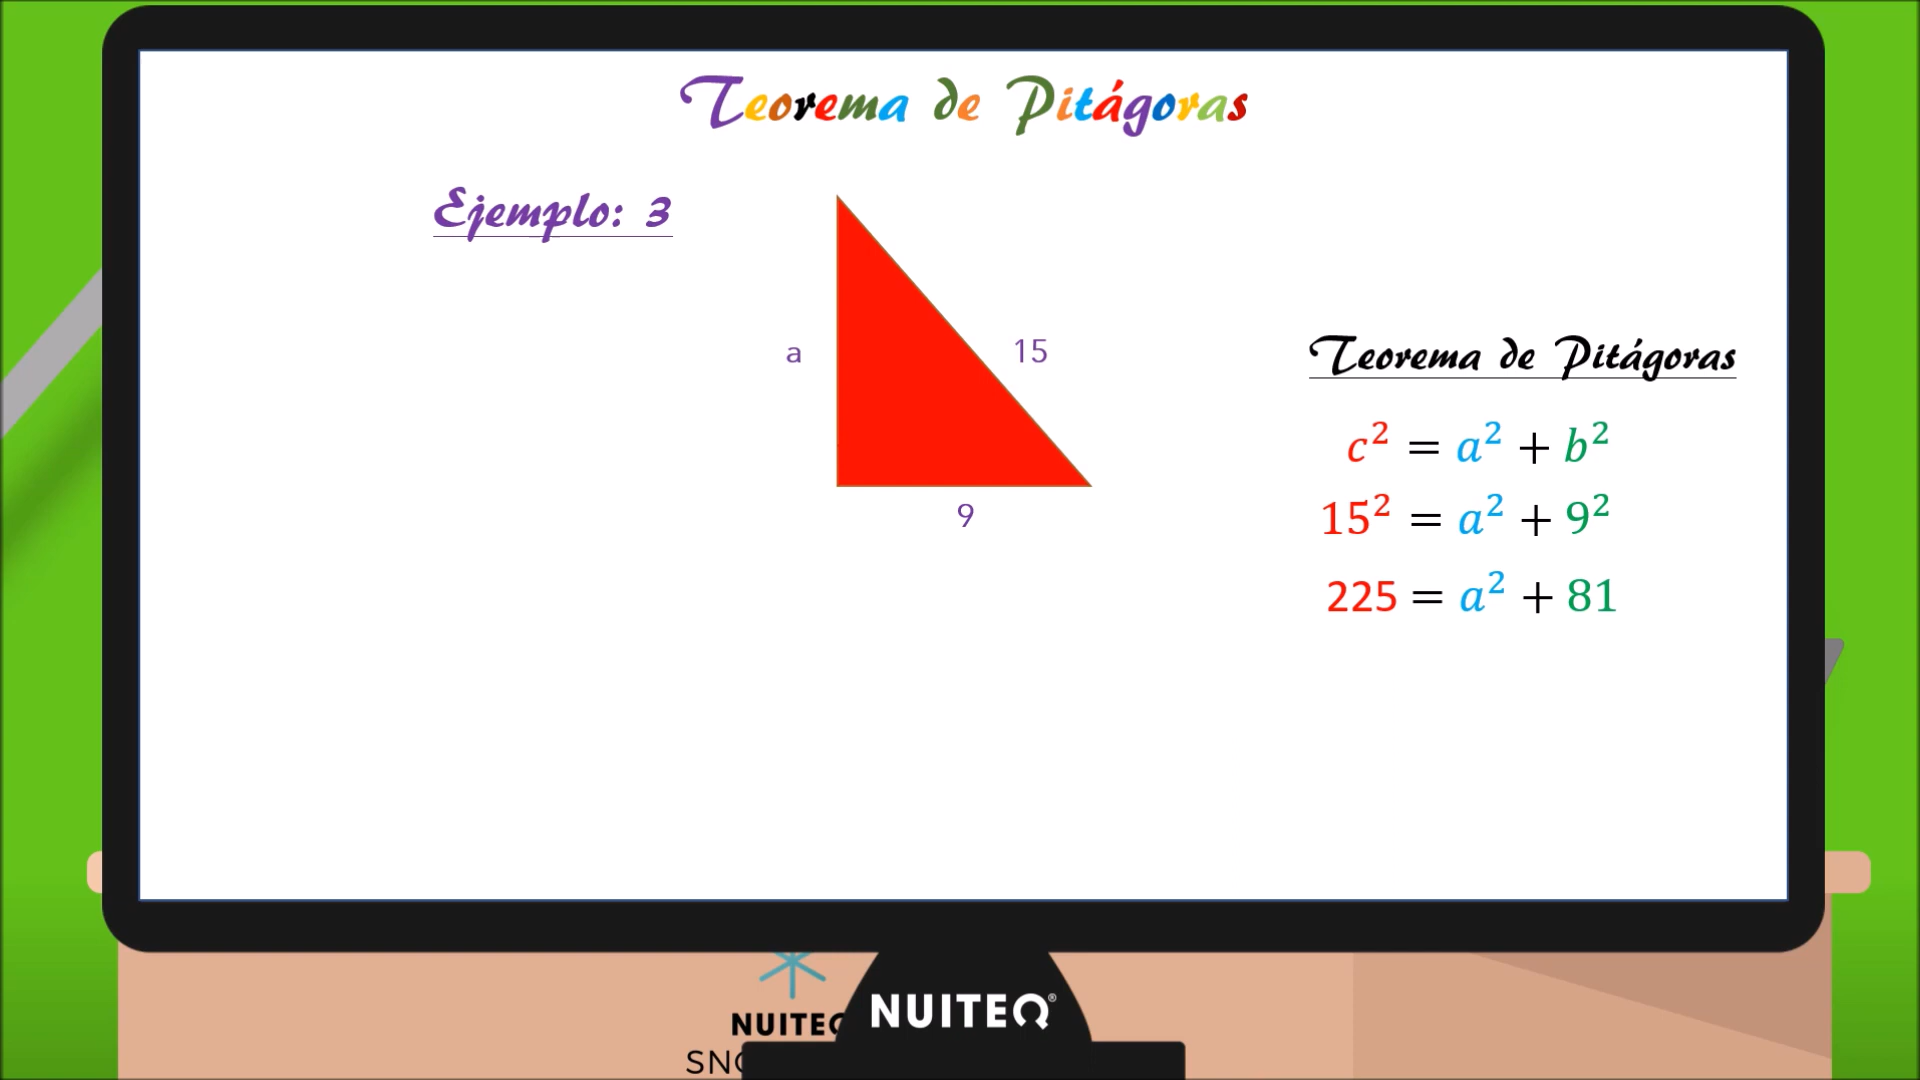 Teorema de Pitágoras
Ejemplo: 3
a
15
9
Teorema de Pitágoras
c² = a² + b²
15² = a² + 9²
225 = a² + 81
NUITEQ®
NUITEQ